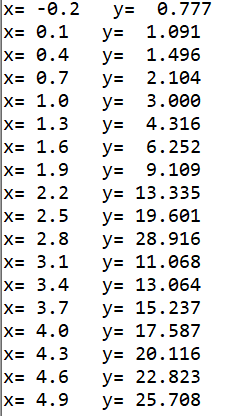 x= -0.2   y=  0.777
x= 0.1   y=  1.091
x= 0.4   y=  1.496
x= 0.7   y=  2.104
x= 1.0   y=  3.000
x= 1.3   y=  4.316
x= 1.6   y=  6.252
x= 1.9   y=  9.109
x= 2.2   y= 13.335
x= 2.5   y= 19.601
x= 2.8   y= 28.916
x= 3.1   y= 11.068
x= 3.4   y= 13.064
x= 3.7   y= 15.237
x= 4.0   y= 17.587
x= 4.3   y= 20.116
x= 4.6   y= 22.823
x= 4.9   y= 25.708